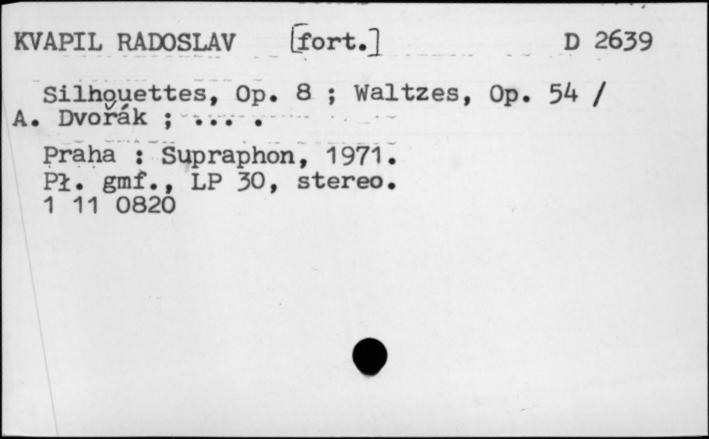 KVAPIL RADOSLAV [fort.] D 2639
Silhouettes, Op. 8 ; Waltzes, Op. 54 /
A. Dvořák ; ... .
Praha : Supraphon, 1971.
Pł. gmf., LP 30, stereo.
1 11 0820